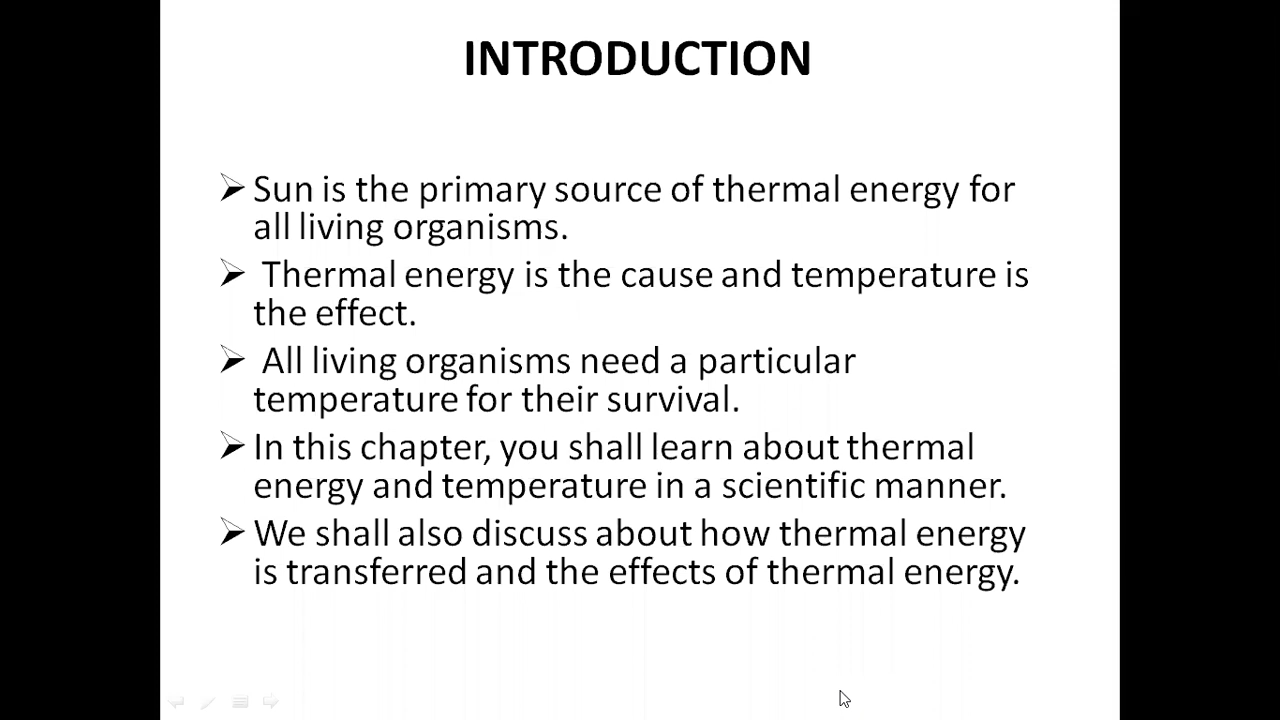 INTRODUCTION
➢ Sun is the primary source of thermal energy for
all living organisms.
➢ Thermal energy is the cause and temperature is
the effect.
➢ All living organisms need a particular
temperature for their survival.
➢ In this chapter, you shall learn about thermal
energy and temperature in a scientific manner.
➢ We shall also discuss about how thermal energy
is transferred and the effects of thermal energy.